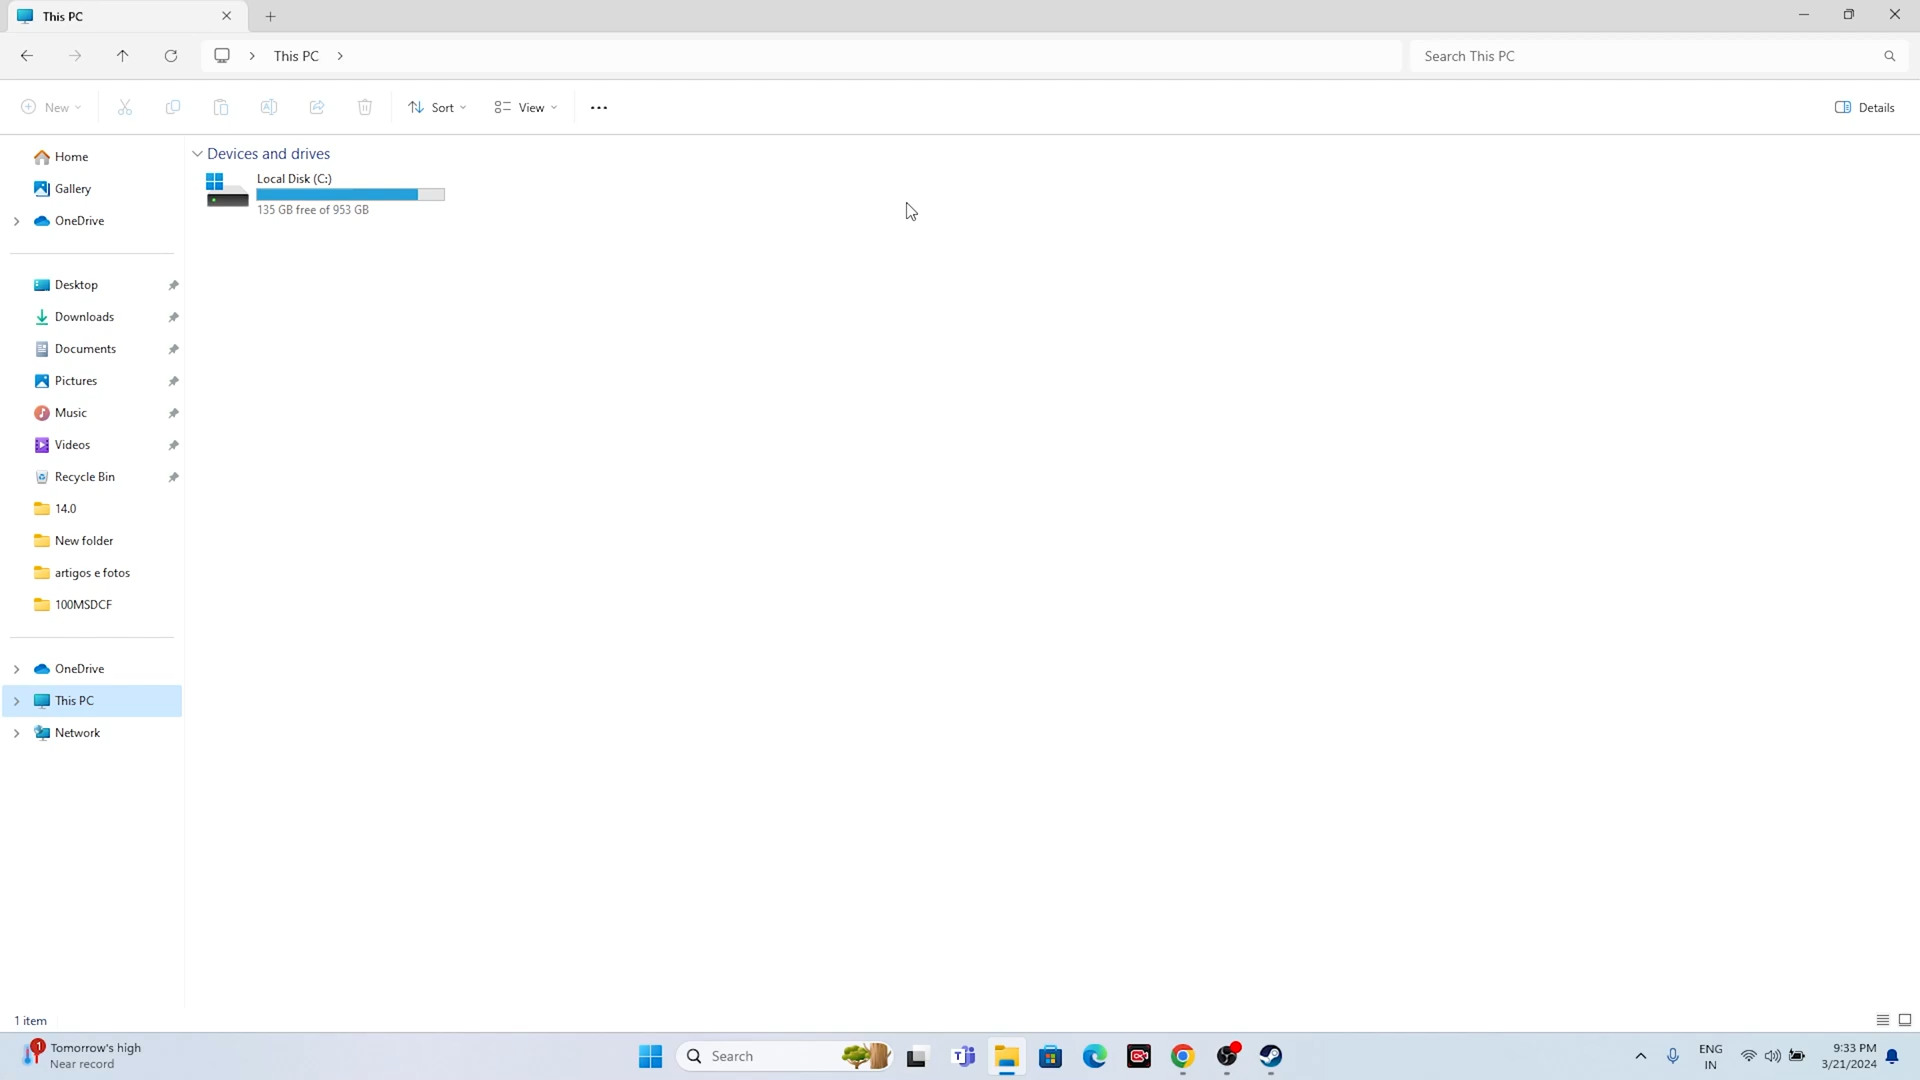 This PC
This PC
Search This PC
New
Sort
View
Details
Home
Gallery
OneDrive
Desktop
Downloads
Documents
Pictures
Music
Videos
Recycle Bin
14.0
New folder
artigos e fotos
100MSDCF
OneDrive
This PC
Network
Devices and drives
Local Disk (C:)
135 GB free of 953 GB
1 item
1
Tomorrow's high
Near record
Search
ENG
IN
9:33 PM
3/21/2024